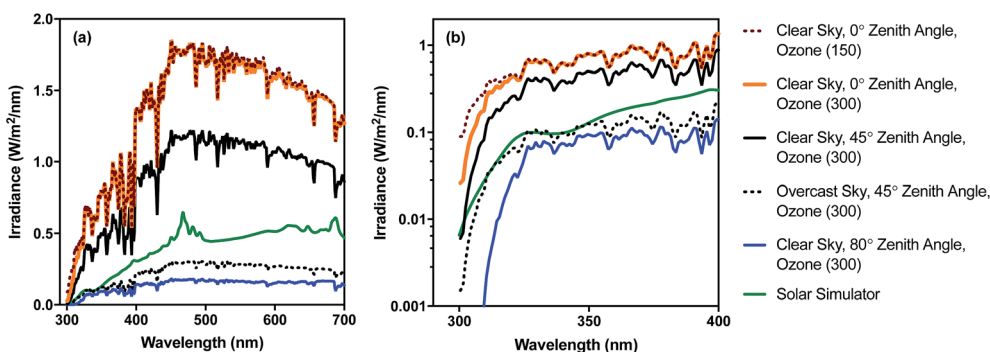 (a)
Irradiance (W/m²/nm)
2.0
1.5
1.0
0.5
0.0
300 400 500 600 700
Wavelength (nm)
(b)
Irradiance (W/m²/nm)
1
0.1
0.01
0.001
300 350 400
Wavelength (nm)
Clear Sky, 0° Zenith Angle,
Ozone (150)
Clear Sky, 0° Zenith Angle,
Ozone (300)
Clear Sky, 45° Zenith Angle,
Ozone (300)
Overcast Sky, 45° Zenith Angle,
Ozone (300)
Clear Sky, 80° Zenith Angle,
Ozone (300)
Solar Simulator